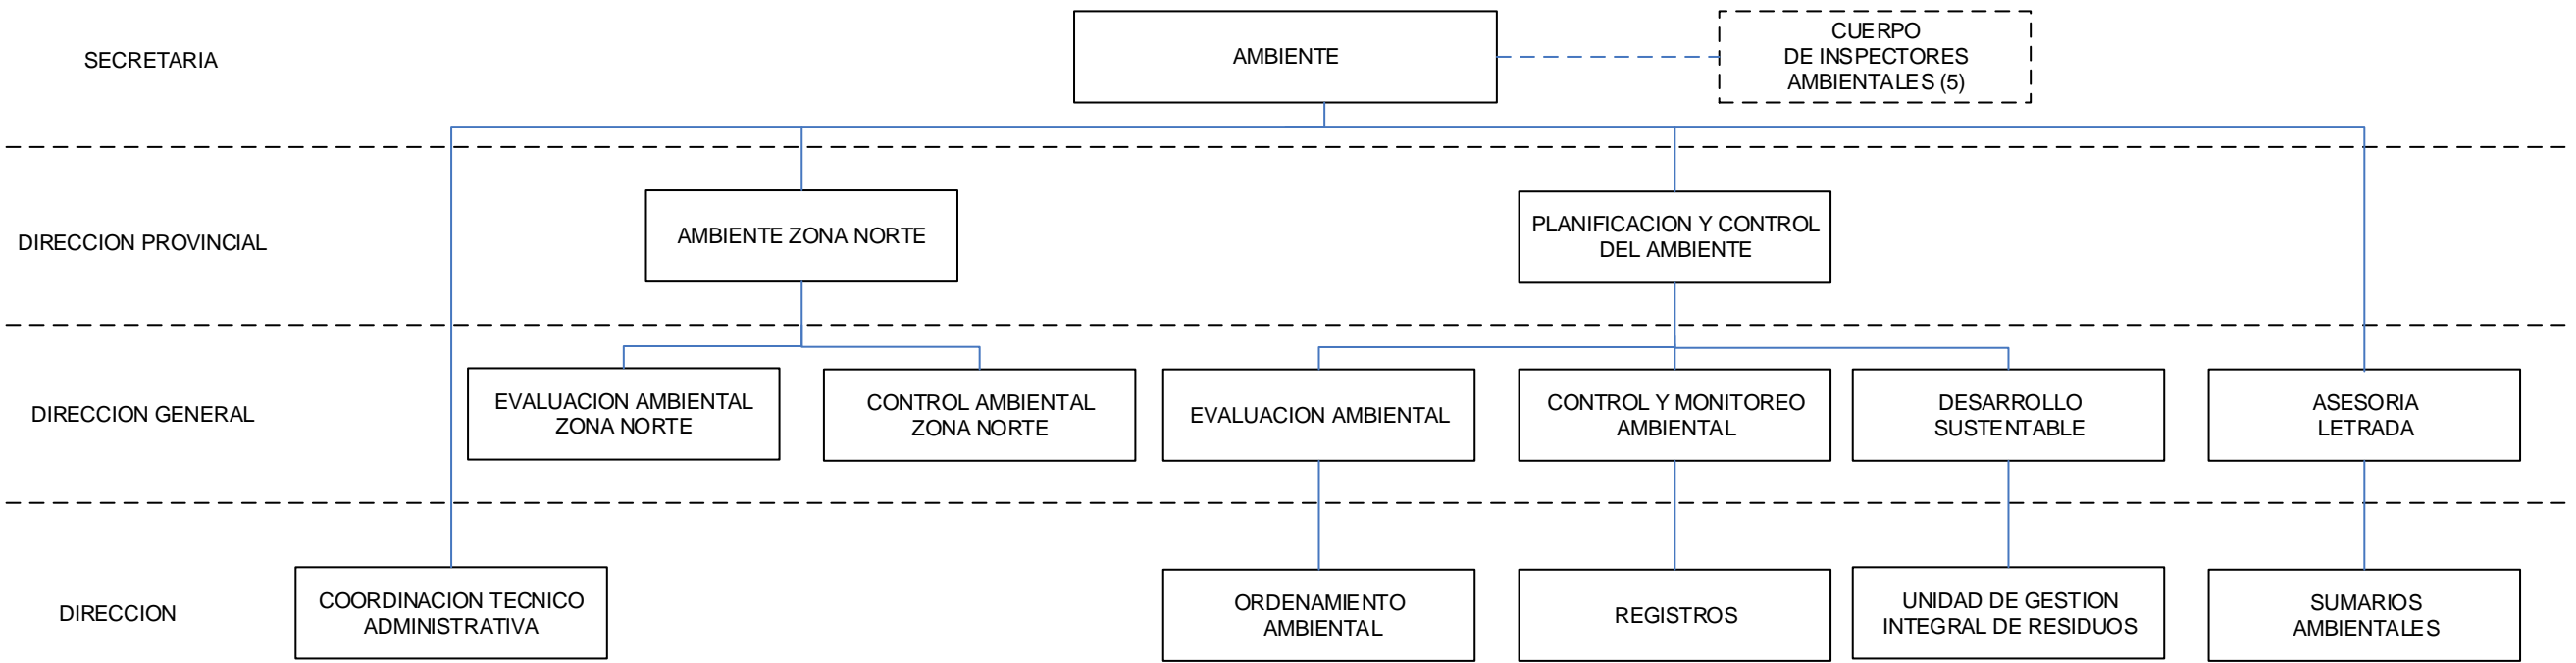 SECRETARIA
AMBIENTE
CUERPO
DE INSPECTORES
AMBIENTALES (5)
DIRECCION PROVINCIAL
AMBIENTE ZONA NORTE
PLANIFICACION Y CONTROL
DEL AMBIENTE
DIRECCION GENERAL
EVALUACION AMBIENTAL
ZONA NORTE
CONTROL AMBIENTAL
ZONA NORTE
EVALUACION AMBIENTAL
CONTROL Y MONITOREO
AMBIENTAL
DESARROLLO
SUSTENTABLE
ASESORIA
LETRADA
DIRECCION
COORDINACION TECNICO
ADMINISTRATIVA
ORDENAMIENTO
AMBIENTAL
REGISTROS
UNIDAD DE GESTION
INTEGRAL DE RESIDUOS
SUMARIOS
AMBIENTALES